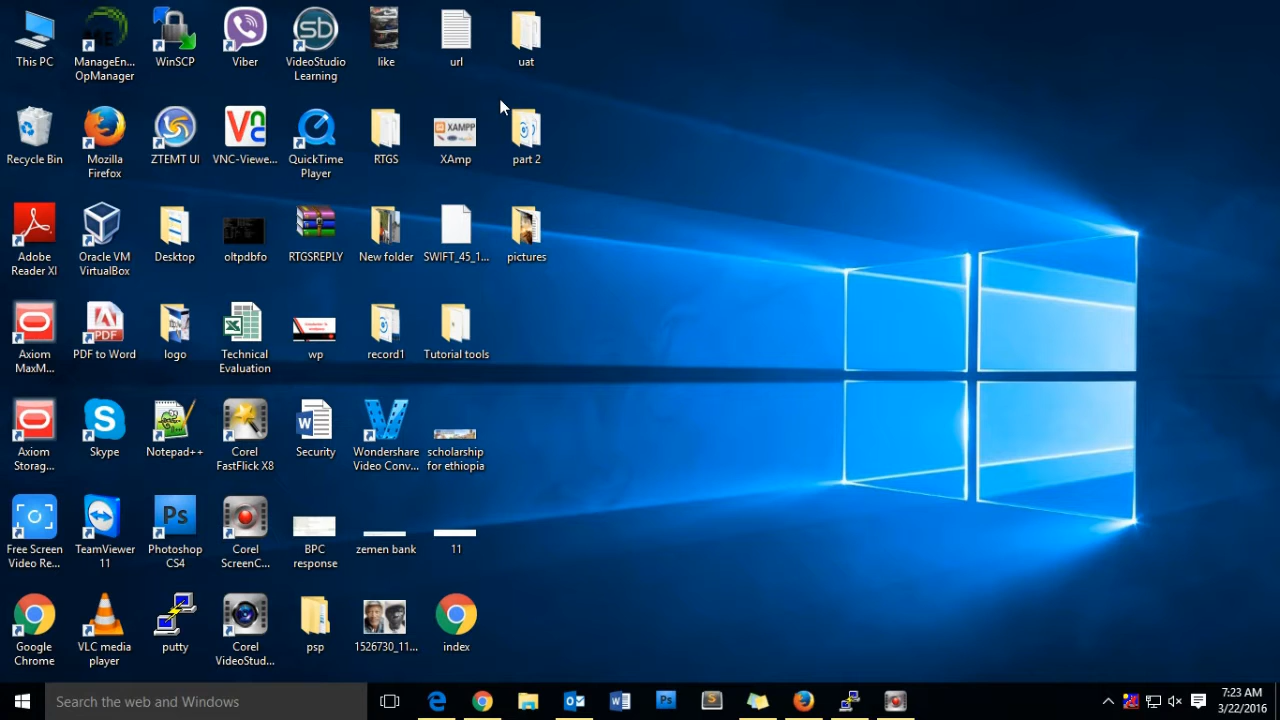 This PC
ManageEn...
OpManager
WinSCP
Viber
VideoStudio
Learning
like
url
uat
Recycle Bin
Mozilla
Firefox
ZTEMT UI
VNC-Viewe...
QuickTime
Player
RTGS
XAMPP
XAmp
part 2
Adobe
Reader XI
Oracle VM
VirtualBox
Desktop
oltpdbfo
RTGSREPLY
New folder
SWIFT_45_1...
pictures
Axiom
MaxM...
PDF
PDF to Word
logo
Technical
Evaluation
wp
record1
Tutorial tools
Axiom
Storag...
Skype
Notepad++
Corel
FastFlick X8
Security
Wondershare
Video Conv...
scholarship
for ethiopia
Free Screen
Video Re...
TeamViewer
11
Ps
Photoshop
CS4
Corel
ScreenC...
BPC
response
zemen bank
11
Google
Chrome
VLC media
player
putty
Corel
VideoStud...
psp
1526730_11...
index
Search the web and Windows
7:23 AM
3/22/2016